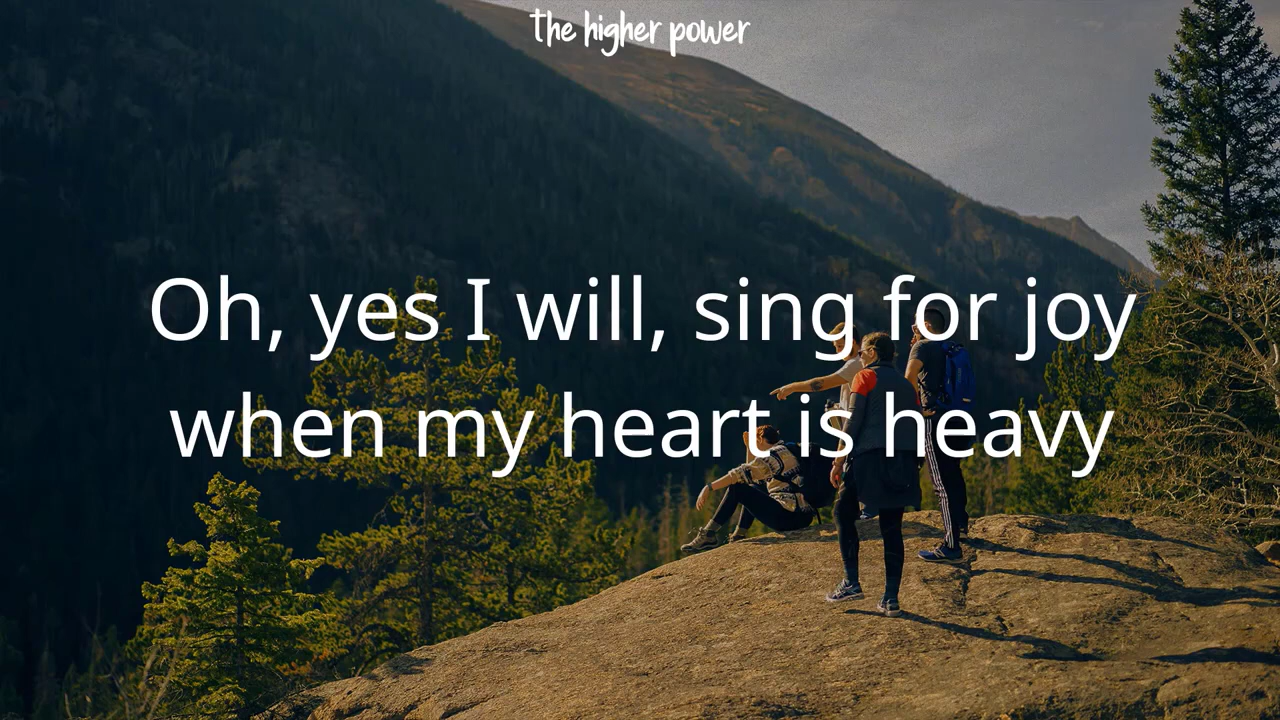 the higher power
Oh, yes I will, sing for joy
when my heart is heavy